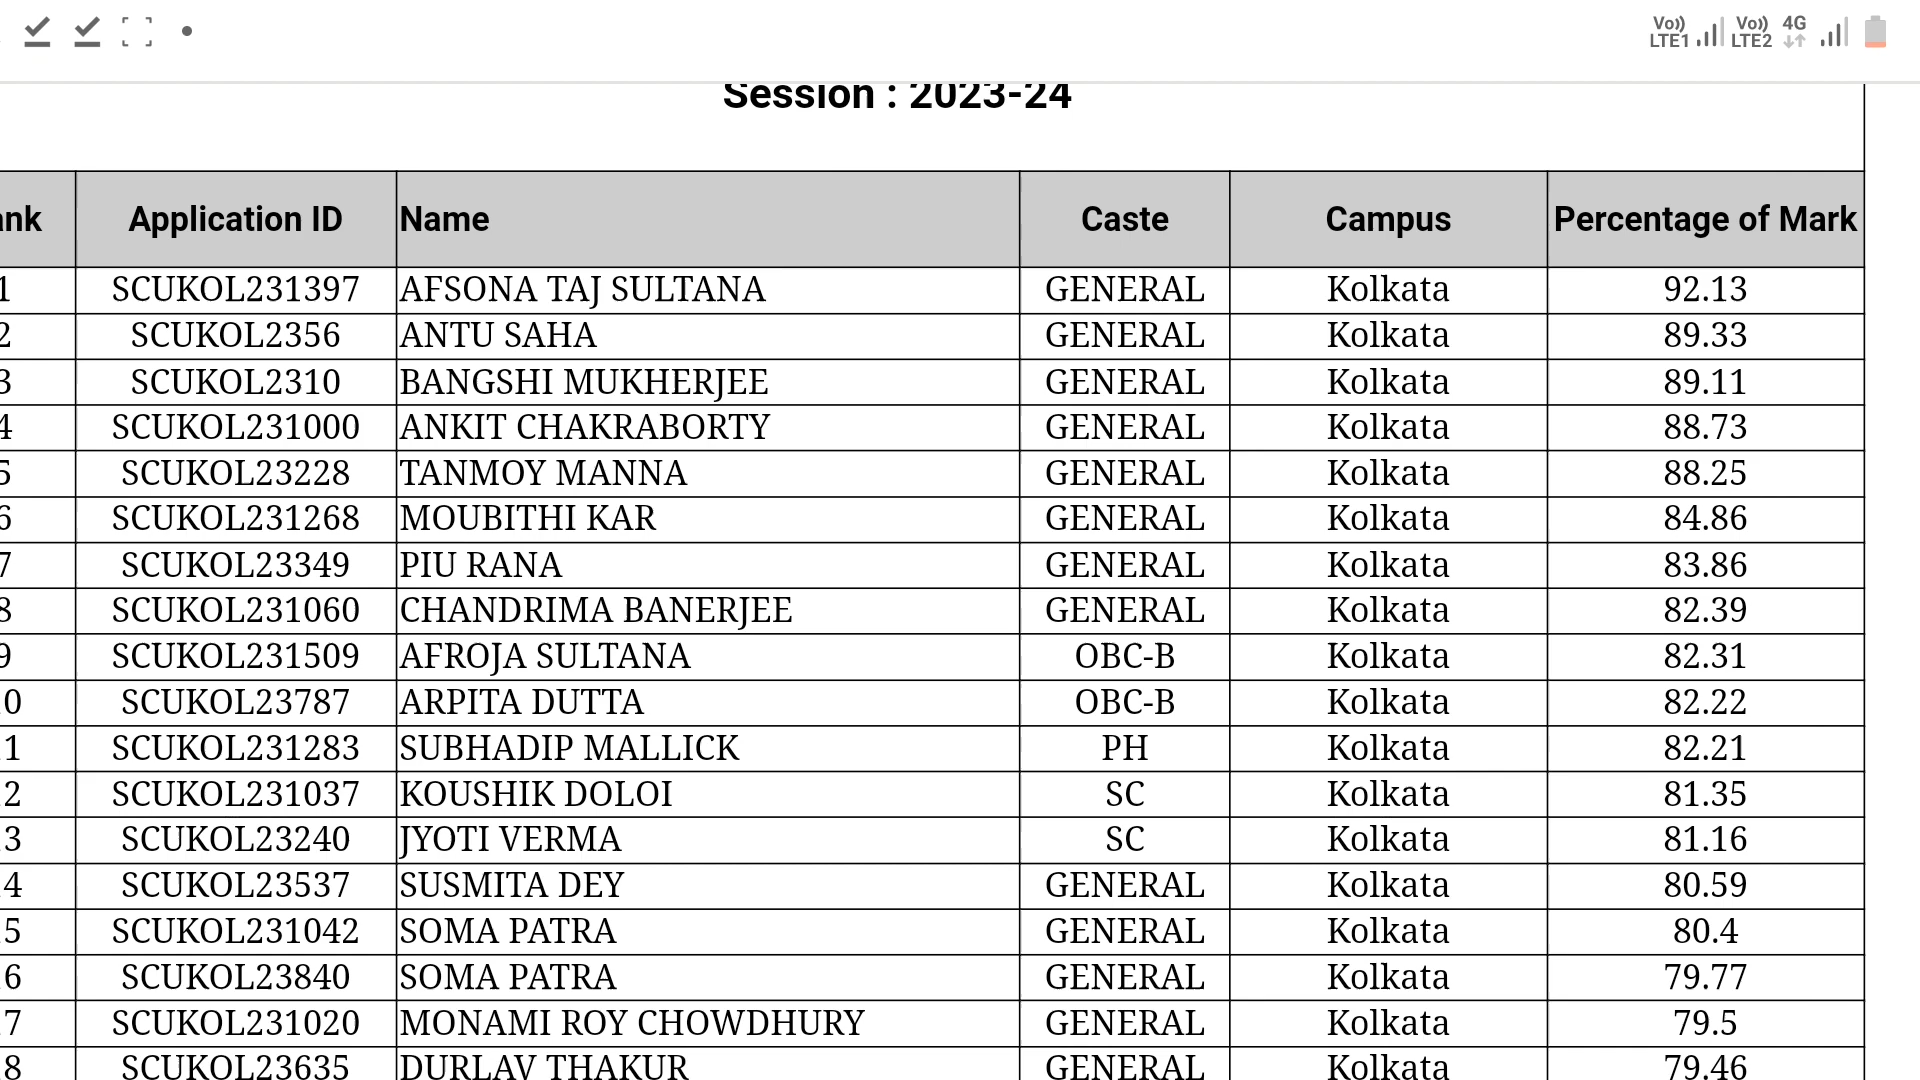 Vo)) LTE1 Vo)) LTE2 4G
Session : 2023-24
ank Application ID Name Caste Campus Percentage of Mark
1 SCUKOL231397 AFSONA TAJ SULTANA GENERAL Kolkata 92.13
2 SCUKOL2356 ANTU SAHA GENERAL Kolkata 89.33
3 SCUKOL2310 BANGSHI MUKHERJEE GENERAL Kolkata 89.11
4 SCUKOL231000 ANKIT CHAKRABORTY GENERAL Kolkata 88.73
5 SCUKOL23228 TANMOY MANNA GENERAL Kolkata 88.25
6 SCUKOL231268 MOUBITHI KAR GENERAL Kolkata 84.86
7 SCUKOL23349 PIU RANA GENERAL Kolkata 83.86
8 SCUKOL231060 CHANDRIMA BANERJEE GENERAL Kolkata 82.39
9 SCUKOL231509 AFROJA SULTANA OBC-B Kolkata 82.31
0 SCUKOL23787 ARPITA DUTTA OBC-B Kolkata 82.22
1 SCUKOL231283 SUBHADIP MALLICK PH Kolkata 82.21
2 SCUKOL231037 KOUSHIK DOLOI SC Kolkata 81.35
3 SCUKOL23240 JYOTI VERMA SC Kolkata 81.16
4 SCUKOL23537 SUSMITA DEY GENERAL Kolkata 80.59
5 SCUKOL231042 SOMA PATRA GENERAL Kolkata 80.4
6 SCUKOL23840 SOMA PATRA GENERAL Kolkata 79.77
7 SCUKOL231020 MONAMI ROY CHOWDHURY GENERAL Kolkata 79.5
8 SCUKOL23635 DURLAV THAKUR GENERAL Kolkata 79.46